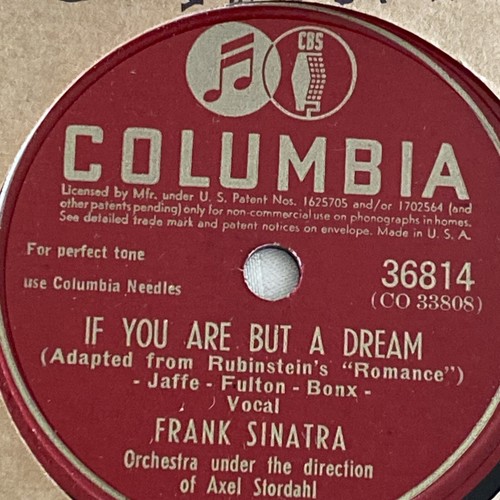 CBS
COLUMBIA
Licensed by Mfr. under U. S. Patent Nos. 1625705 and/or 1702564 (and
other patents pending) only for non-commercial use on phonographs in homes.
See detailed trade mark and patent notices on envelope. Made in U. S. A.
For perfect tone
use Columbia Needles
36814
(CO 33808)
IF YOU ARE BUT A DREAM
(Adapted from Rubinstein's "Romance")
- Jaffe - Fulton - Bonx -
Vocal
FRANK SINATRA
Orchestra under the direction
of Axel Stordahl